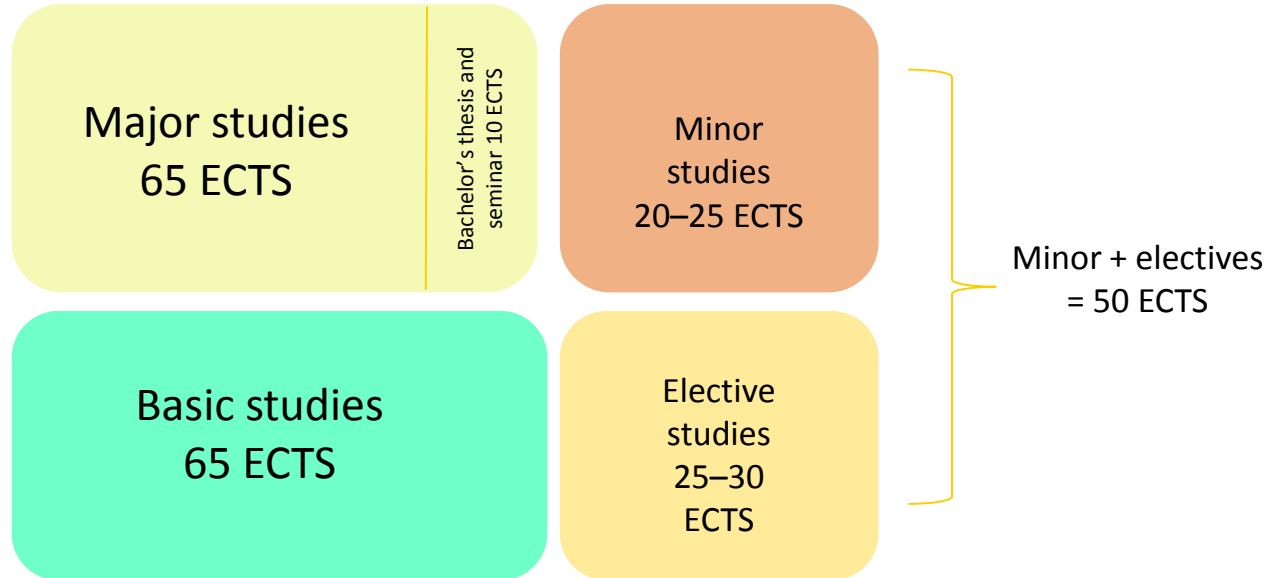 Major studies
65 ECTS
Bachelor’s thesis and
seminar 10 ECTS
Minor
studies
20–25 ECTS
Minor + electives
= 50 ECTS
Basic studies
65 ECTS
Elective
studies
25–30
ECTS